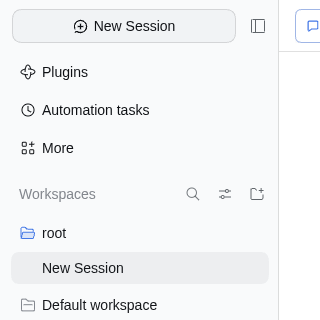 New Session
Plugins
Automation tasks
More
Workspaces
root
New Session
Default workspace